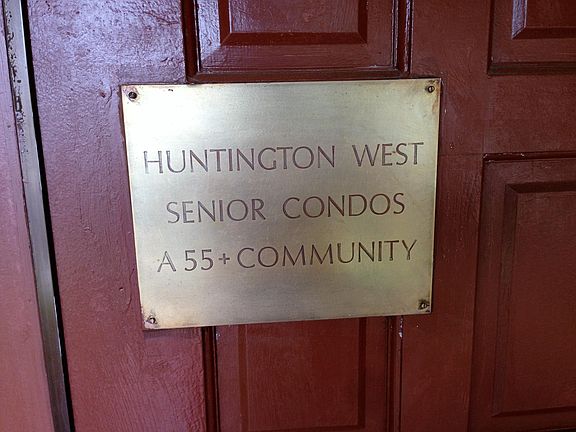 HUNTINGTON WEST
SENIOR CONDOS
A 55+ COMMUNITY